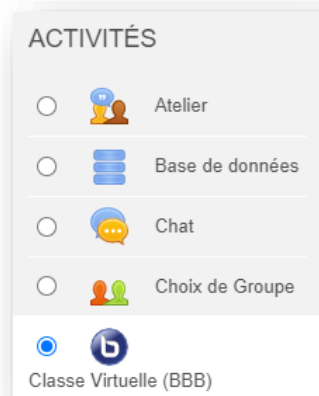 ACTIVITÉS
Atelier
Base de données
Chat
Choix de Groupe
b
Classe Virtuelle (BBB)